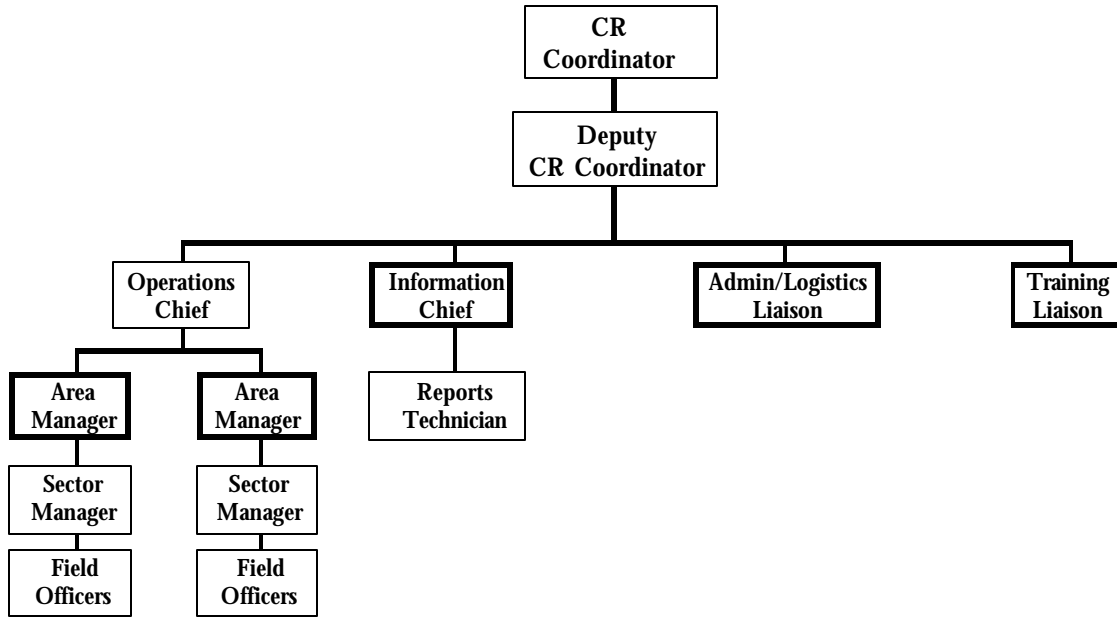 CR
Coordinator
Deputy
CR Coordinator
Operations
Chief
Information
Chief
Admin/Logistics
Liaison
Training
Liaison
Area
Manager
Area
Manager
Reports
Technician
Sector
Manager
Sector
Manager
Field
Officers
Field
Officers